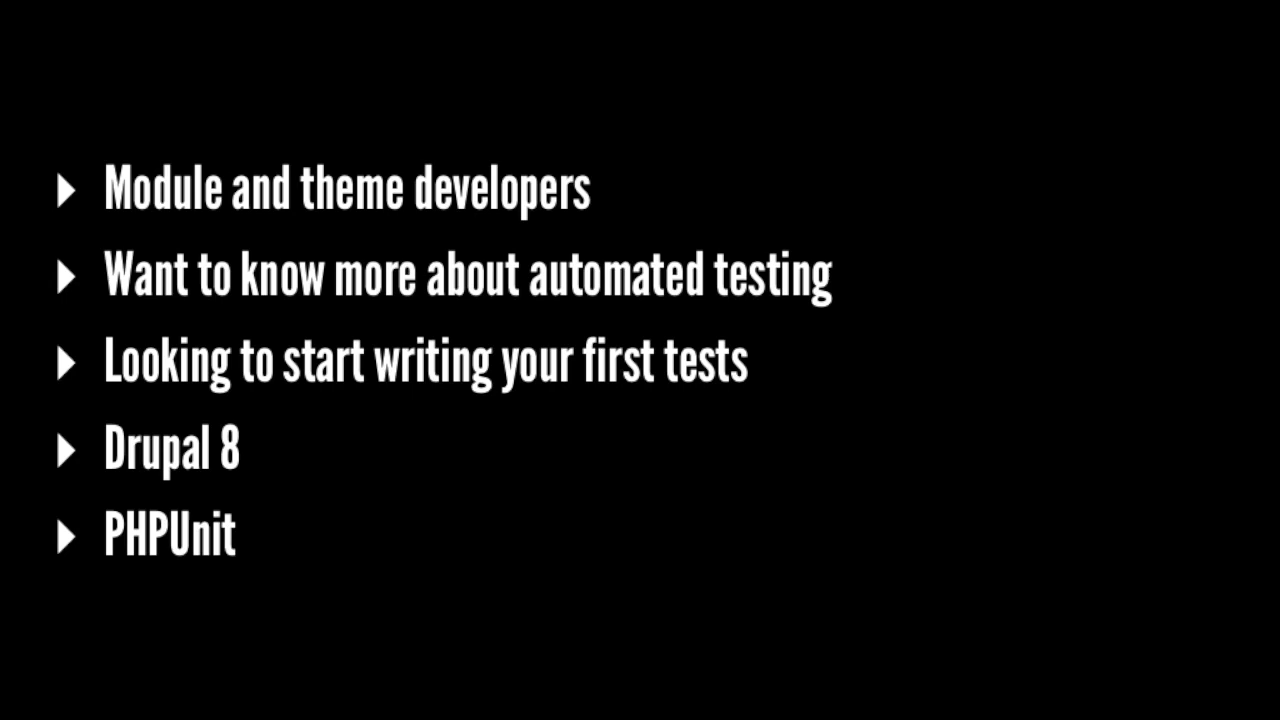 Module and theme developers
Want to know more about automated testing
Looking to start writing your first tests
Drupal 8
PHPUnit